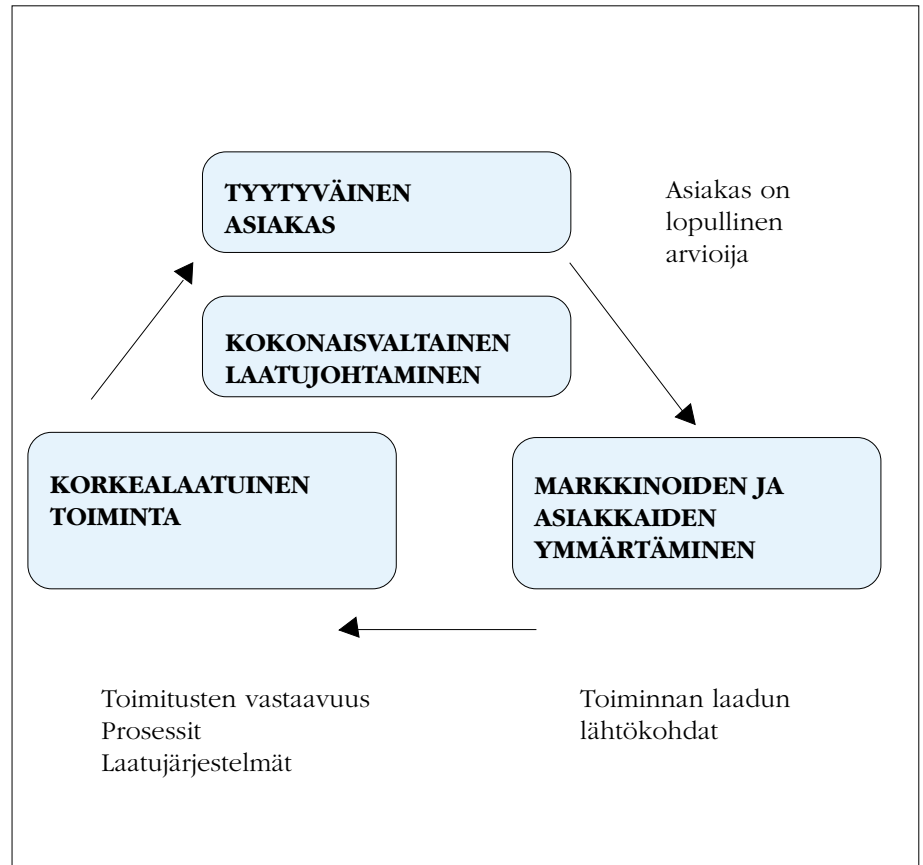 TYYTYVÄINEN
ASIAKAS
Asiakas on
lopullinen
arvioija
KOKONAISVALTAINEN
LAATUJOHTAMINEN
KORKEALAATUINEN
TOIMINTA
MARKKINOIDEN JA
ASIAKKAIDEN
YMMÄRTÄMINEN
Toimitusten vastaavuus
Prosessit
Laatujärjestelmät
Toiminnan laadun
lähtökohdat